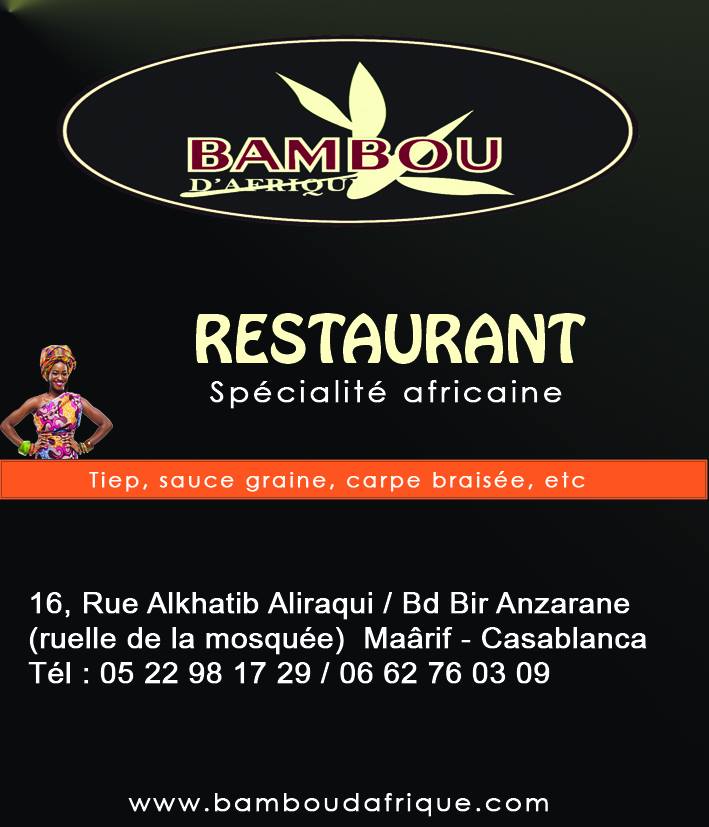 BAMBOU
D'AFRIQUE
RESTAURANT
Spécialité africaine
Tiep, sauce graine, carpe braisée, etc
16, Rue Alkhatib Aliraqui / Bd Bir Anzarane
(ruelle de la mosquée)  Maârif - Casablanca
Tél : 05 22 98 17 29 / 06 62 76 03 09
www.bamboudafrique.com